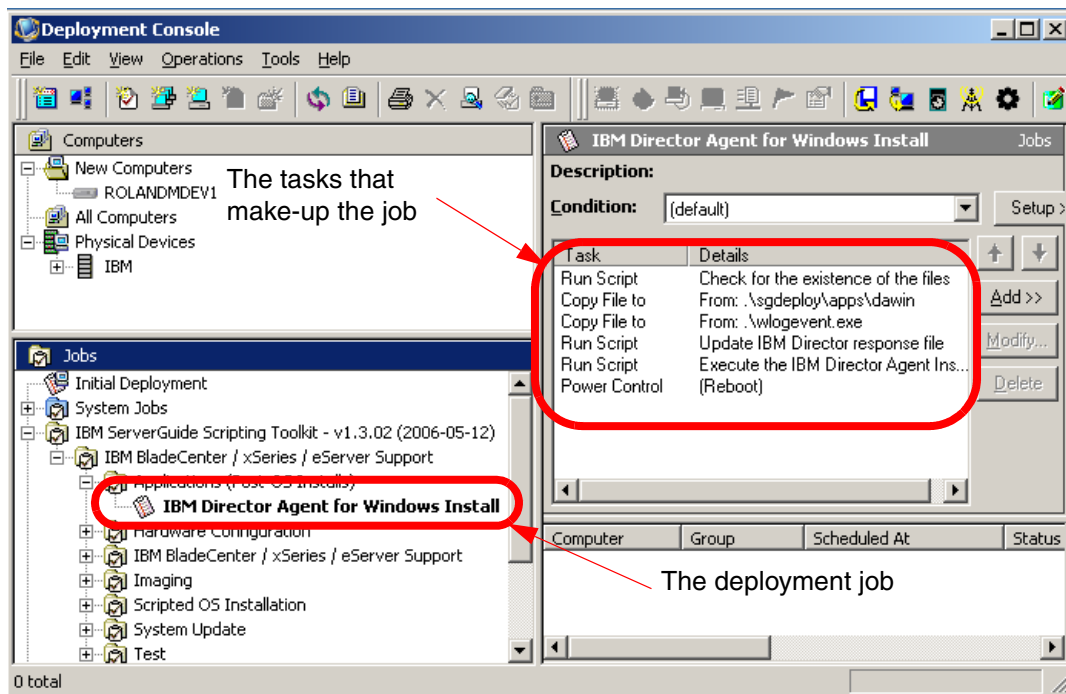 Deployment Console
File Edit View Operations Tools Help
Computers
New Computers
ROLANDMDEV1
All Computers
Physical Devices
IBM
The tasks that
make-up the job
IBM Director Agent for Windows Install Jobs
Description:
Condition: (default) Setup >
Task Details
Run Script Check for the existence of the files
Copy File to From: .\sgdeploy\apps\dawin
Copy File to From: .\wlogevent.exe
Run Script Update IBM Director response file
Run Script Execute the IBM Director Agent Ins...
Power Control (Reboot)
Add >>
Modify...
Delete
Jobs
Initial Deployment
System Jobs
IBM ServerGuide Scripting Toolkit - v1.3.02 (2006-05-12)
IBM BladeCenter / xSeries / eServer Support
Applications (Post-OS Installs)
IBM Director Agent for Windows Install
Hardware Configuration
IBM BladeCenter / xSeries / eServer Support
Imaging
Scripted OS Installation
System Update
Test
Computer Group Scheduled At Status
The deployment job
0 total